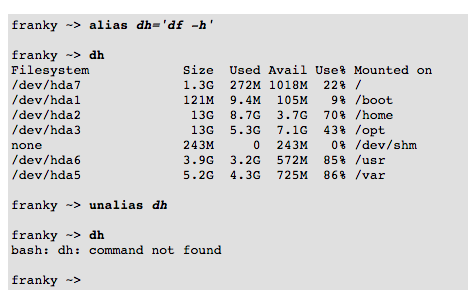 franky ~> alias dh='df -h'
franky ~> dh
Filesystem Size Used Avail Use% Mounted on
/dev/hda7 1.3G 272M 1018M 22% /
/dev/hda1 121M 9.4M 105M 9% /boot
/dev/hda2 13G 8.7G 3.7G 70% /home
/dev/hda3 13G 5.3G 7.1G 43% /opt
none 243M 0 243M 0% /dev/shm
/dev/hda6 3.9G 3.2G 572M 85% /usr
/dev/hda5 5.2G 4.3G 725M 86% /var
franky ~> unalias dh
franky ~> dh
bash: dh: command not found
franky ~>